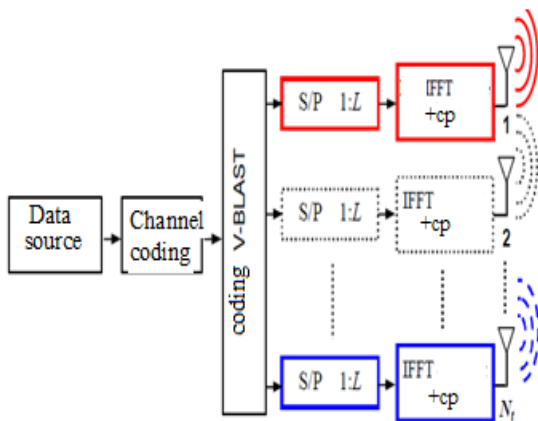 Data
source
Channel
coding
coding V-BLAST
S/P 1:L
IFFT
+cp
1
S/P 1:L
IFFT
+cp
2
S/P 1:L
IFFT
+cp
Nt